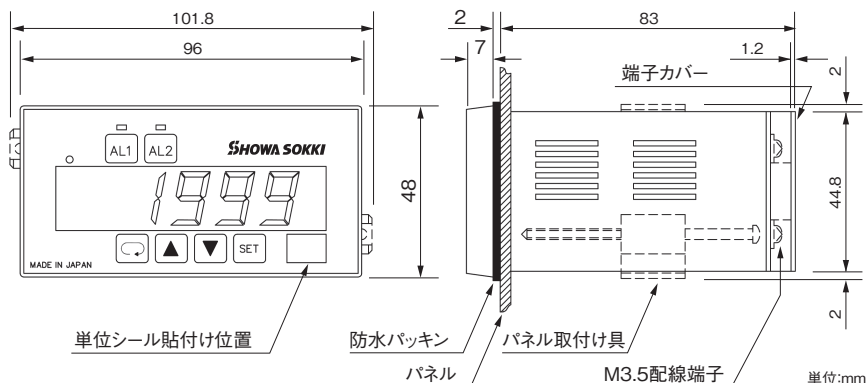 101.8
96
AL1 AL2
SHOWA SOKKI
1999
SET
MADE IN JAPAN
48
単位シール貼付け位置
2
83
7
1.2
2
端子カバー
44.8
2
防水パッキン
パネル取付け具
パネル
M3.5配線端子
単位:mm